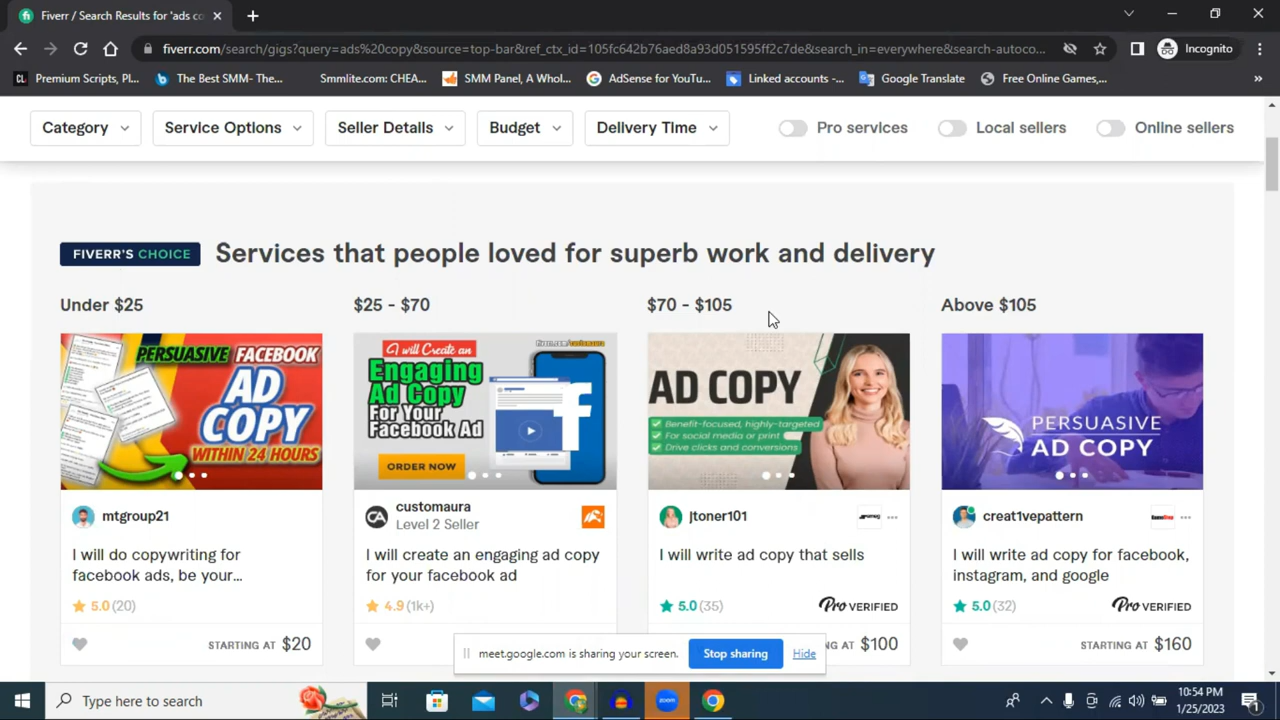 Fiverr / Search Results for 'ads co
fiverr.com/search/gigs?query=ads%20copy&source=top-bar&ref_ctx_id=105fc642b76aed8a93d051595ff2c7de&search_in=everywhere&search-autoco...
Incognito
Premium Scripts, Pl...
The Best SMM- The...
Smmlite.com: CHEA...
SMM Panel, A Whol...
AdSense for YouTu...
Linked accounts -...
Google Translate
Free Online Games,...
»
Category
Service Options
Seller Details
Budget
Delivery Time
Pro services
Local sellers
Online sellers
FIVERR'S CHOICE
Services that people loved for superb work and delivery
Under $25
$25 - $70
$70 - $105
Above $105
PERSUASIVE FACEBOOK
AD
COPY
WITHIN 24 HOURS
fiverr.com/customaura
I will Create an
Engaging
Ad Copy
For Your
Facebook Ad
ORDER NOW
AD COPY
Benefit-focused, highly-targeted
For social media or print
Drive clicks and conversions
PERSUASIVE
AD COPY
mtgroup21
customaura
Level 2 Seller
CA
jtoner101
creat1vepattern
I will do copywriting for
facebook ads, be your...
I will create an engaging ad copy
for your facebook ad
I will write ad copy that sells
I will write ad copy for facebook,
instagram, and google
5.0 (20)
4.9 (1k+)
5.0 (35)
Pro VERIFIED
5.0 (32)
Pro VERIFIED
STARTING AT $20
NG AT $100
STARTING AT $160
meet.google.com is sharing your screen.
Stop sharing
Hide
Type here to search
zoom
10:54 PM
1/25/2023
1